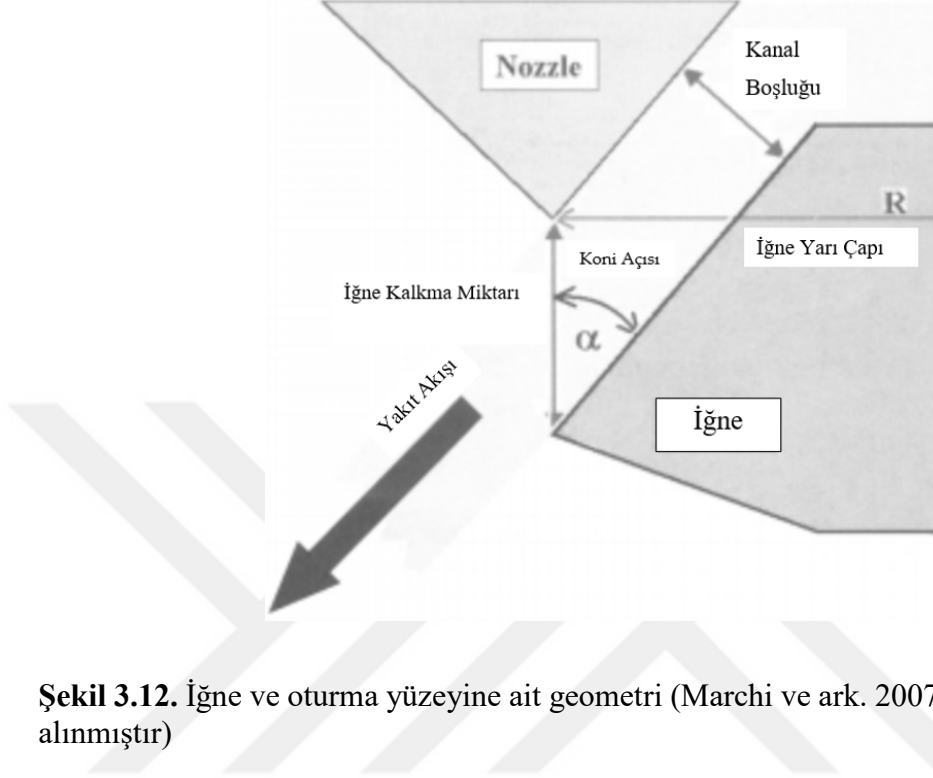 Nozzle
Kanal
Boşluğu
R
İğne Yarı Çapı
Koni Açısı
İğne Kalkma Miktarı
α
Yakıt Akışı
İğne
Şekil 3.12. İğne ve oturma yüzeyine ait geometri (Marchi ve ark. 2007
alınmıştır)